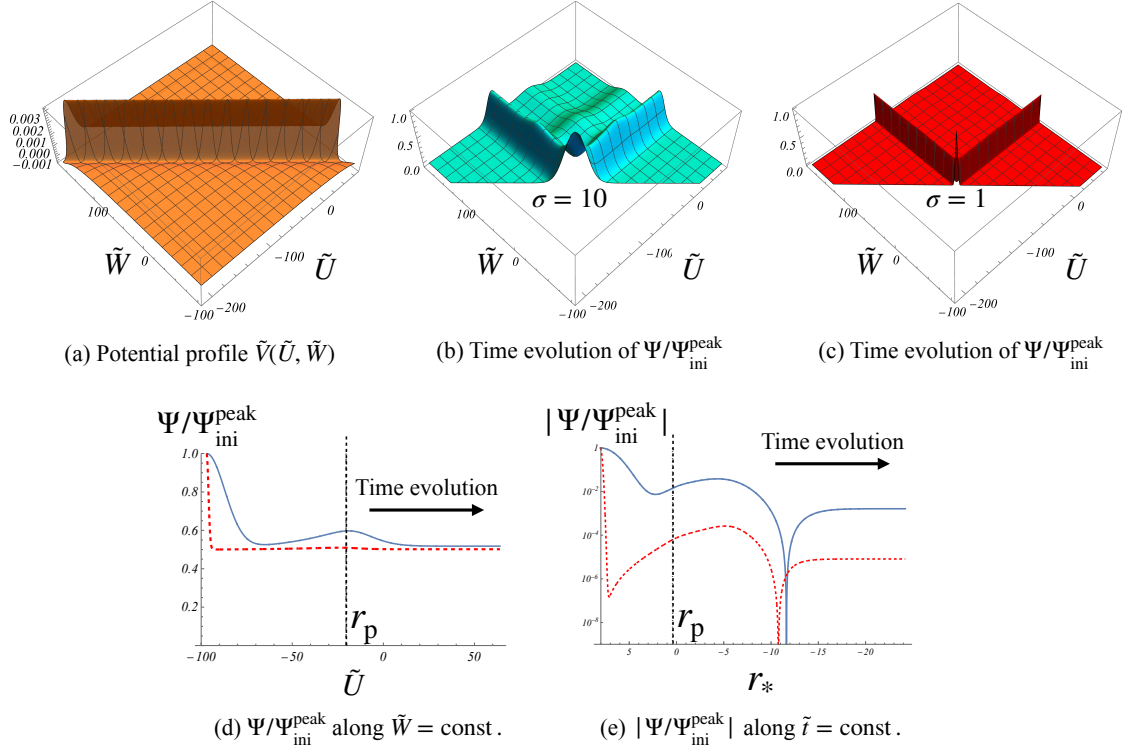 0.003
0.002
0.001
0.000
−0.001
100
0
−100
−200
−100
0
W̃
Ũ
(a) Potential profile Ṽ(Ũ, W̃)
1.0
0.5
0.0
σ = 10
100
0
−100
−200
−100
0
W̃
Ũ
(b) Time evolution of Ψ/Ψ_ini^peak
1.0
0.5
0.0
σ = 1
100
0
−100
−200
−100
0
W̃
Ũ
(c) Time evolution of Ψ/Ψ_ini^peak
Ψ/Ψ_ini^peak
1.0
0.8
0.6
0.4
0.2
Time evolution
r_p
−100 −50 0 50
Ũ
(d) Ψ/Ψ_ini^peak along W̃ = const .
| Ψ/Ψ_ini^peak |
1
10^−2
10^−4
10^−6
10^−8
Time evolution
r_p
5 0 −5 −10 −15 −20
r_*
(e) | Ψ/Ψ_ini^peak | along t̃ = const .